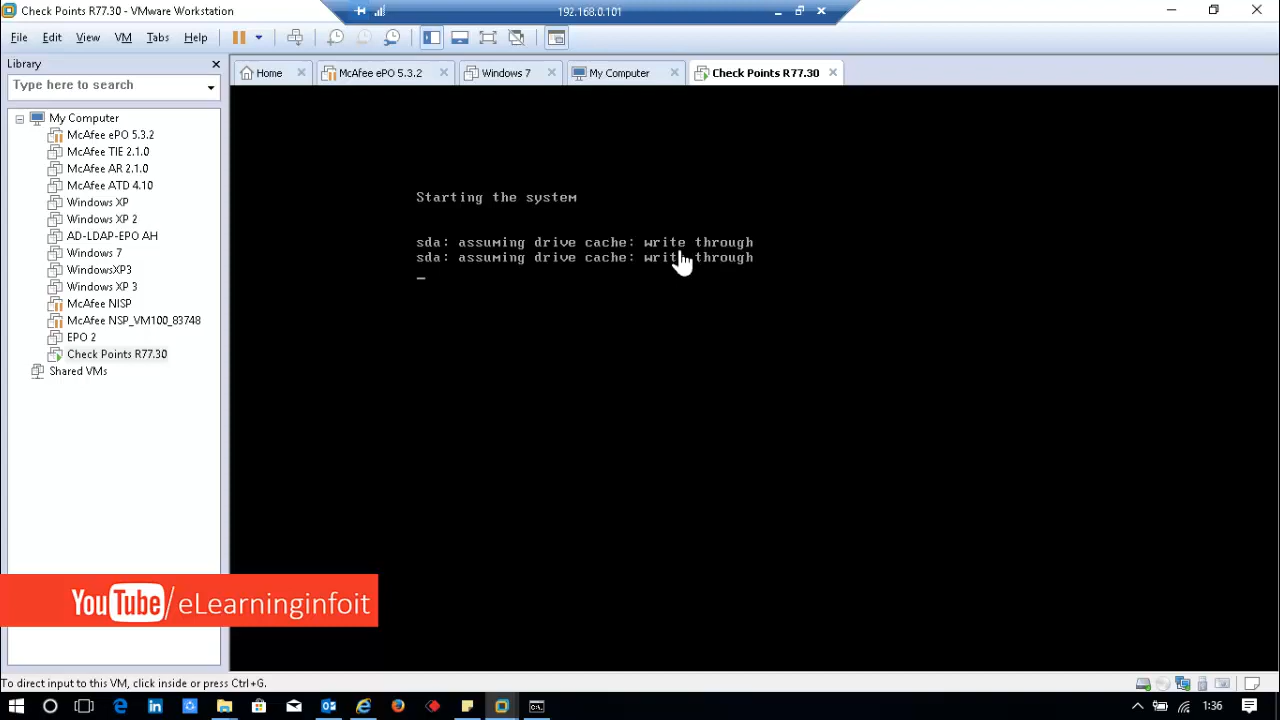 Check Points R77.30 - VMware Workstation
192.168.0.101
File Edit View VM Tabs Help
Library
Type here to search
My Computer
McAfee ePO 5.3.2
McAfee TIE 2.1.0
McAfee AR 2.1.0
McAfee ATD 4.10
Windows XP
Windows XP 2
AD-LDAP-EPO AH
Windows 7
WindowsXP3
Windows XP 3
McAfee NISP
McAfee NSP_VM100_83748
EPO 2
Check Points R77.30
Shared VMs
Home McAfee ePO 5.3.2 Windows 7 My Computer Check Points R77.30
Starting the system
sda: assuming drive cache: write through
sda: assuming drive cache: write through
YouTube/eLearninginfoit
To direct input to this VM, click inside or press Ctrl+G.
1:36